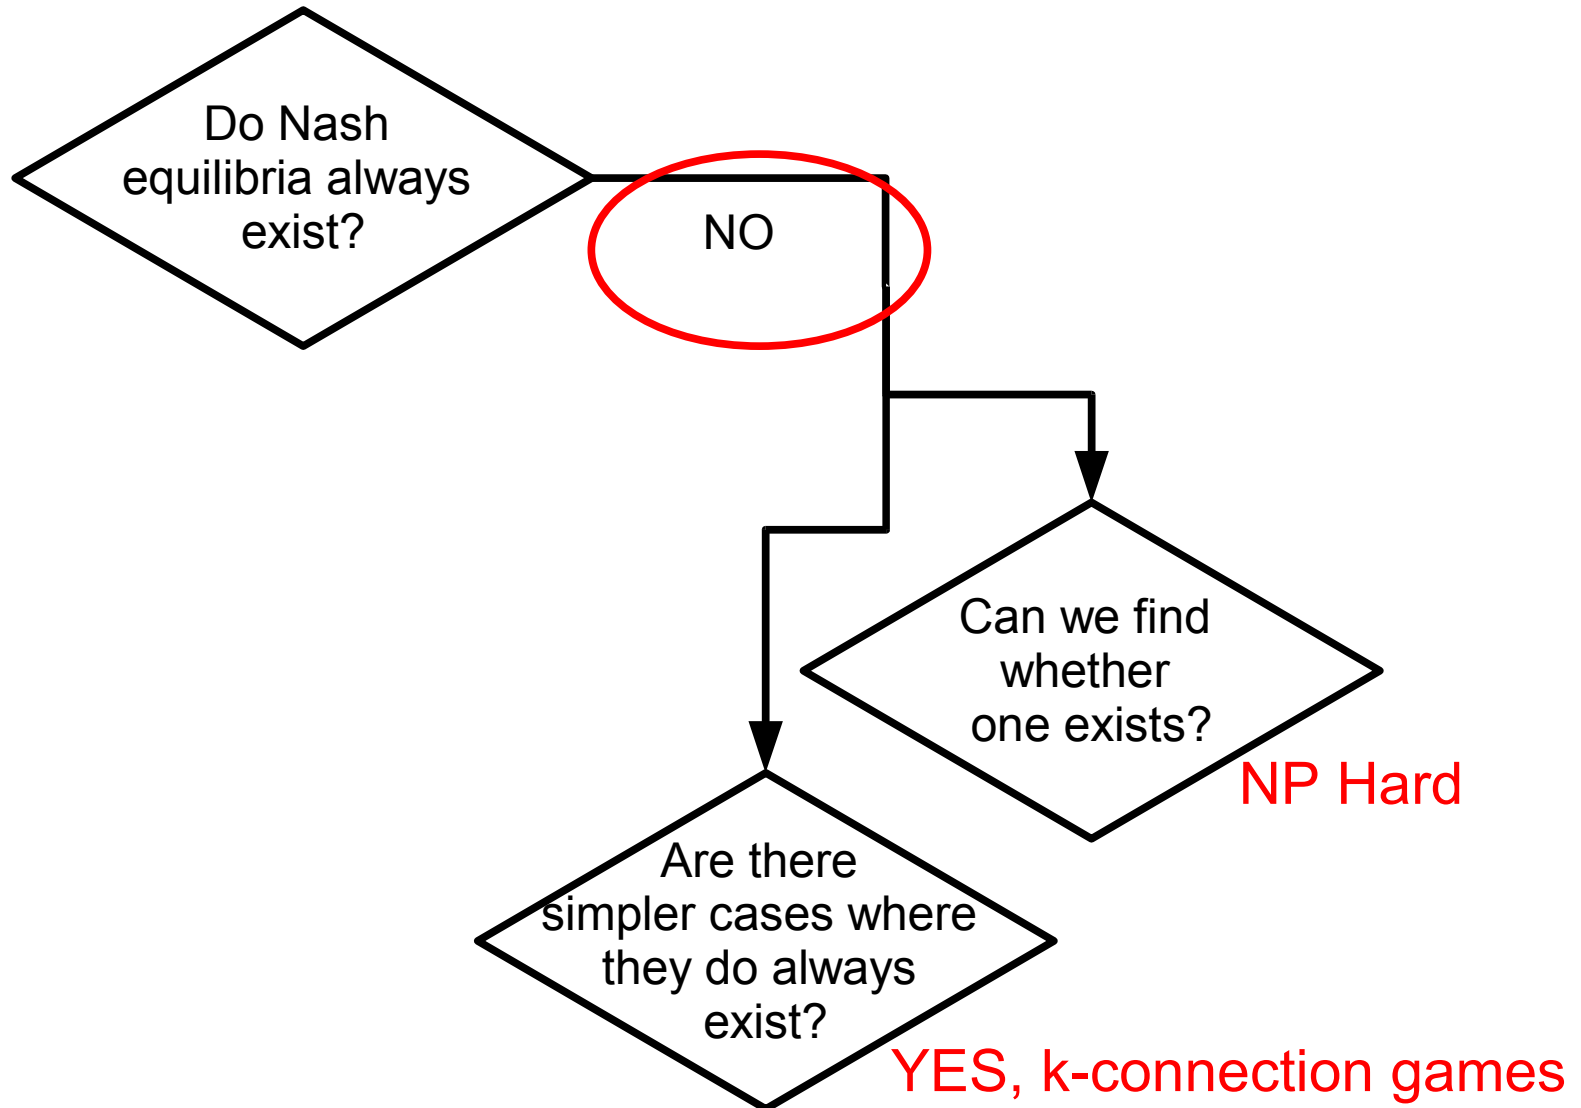 Do Nash
equilibria always
exist?
NO
Can we find
whether
one exists?
NP Hard
Are there
simpler cases where
they do always
exist?
YES, k-connection games